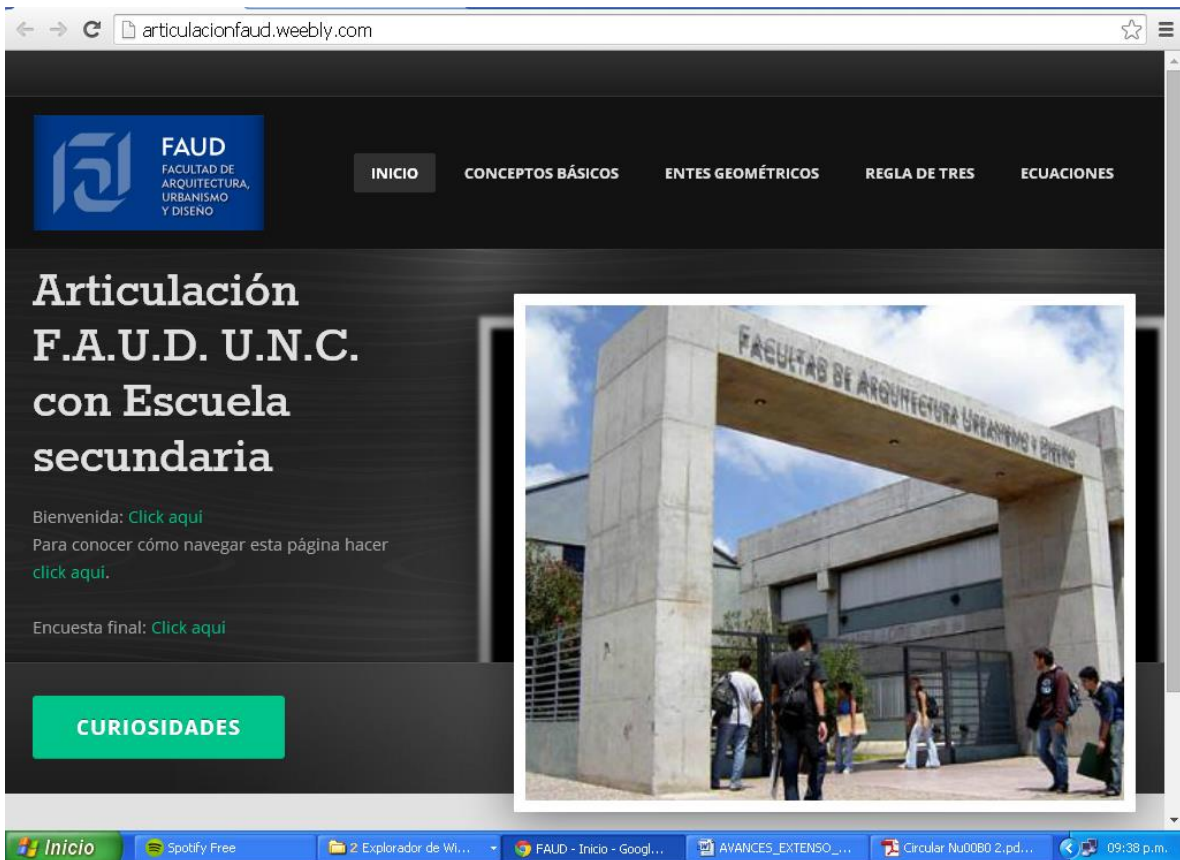 articulacionfaud.weebly.com
FAUD
FACULTAD DE
ARQUITECTURA,
URBANISMO
Y DISEÑO
INICIO
CONCEPTOS BÁSICOS
ENTES GEOMÉTRICOS
REGLA DE TRES
ECUACIONES
Articulación
F.A.U.D. U.N.C.
con Escuela
secundaria
Bienvenida: Click aquí
Para conocer cómo navegar esta página hacer
click aquí.
Encuesta final: Click aquí
CURIOSIDADES
FACULTAD DE ARQUITECTURA URBANISMO Y DISEÑO
Inicio
Spotify Free
2 Explorador de Wi...
FAUD - Inicio - Googl...
AVANCES_EXTENSO_...
Circular Nu00B0 2.pd...
09:38 p.m.